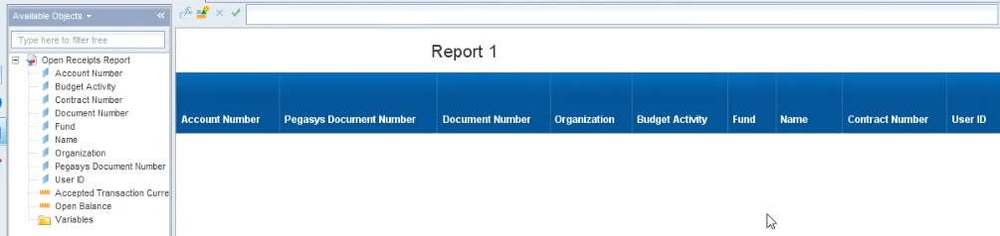 Available Objects
Type here to filter tree
Open Receipts Report
Account Number
Budget Activity
Contract Number
Document Number
Fund
Name
Organization
Pegasys Document Number
User ID
Accepted Transaction Curre
Open Balance
Variables
Report 1
Account Number Pegasys Document Number Document Number Organization Budget Activity Fund Name Contract Number User ID